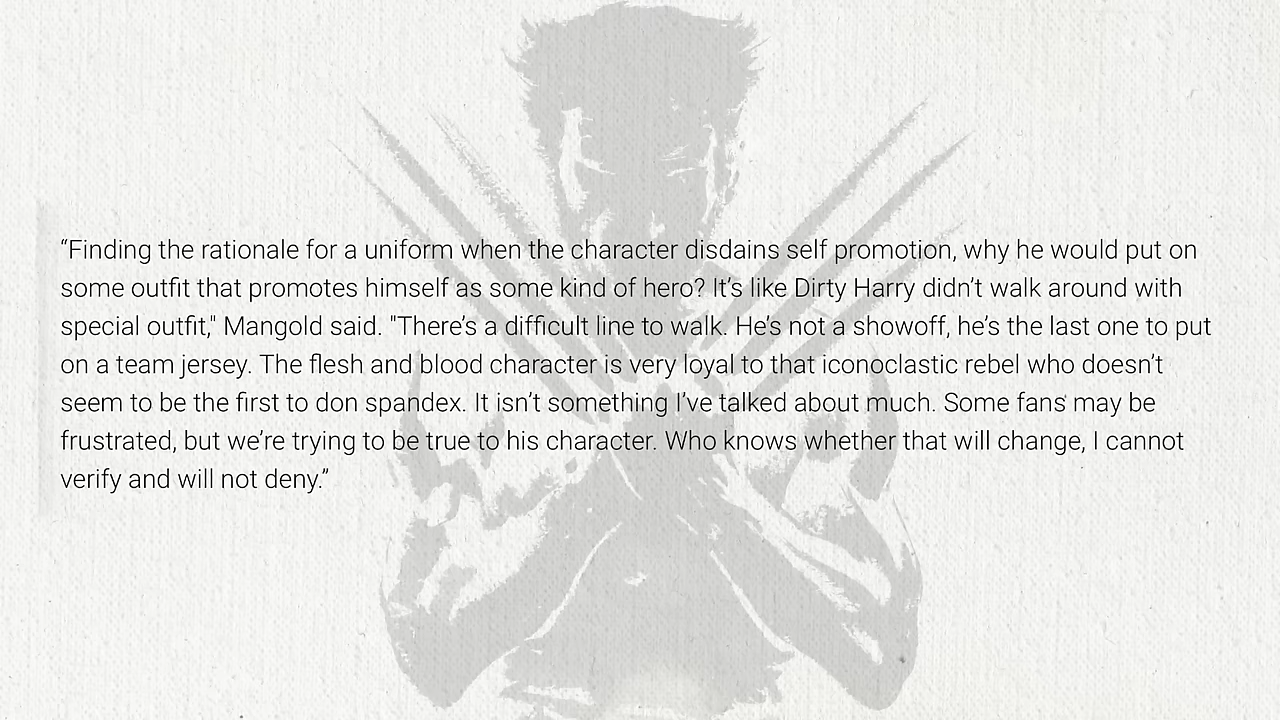 “Finding the rationale for a uniform when the character disdains self promotion, why he would put on
some outfit that promotes himself as some kind of hero? It’s like Dirty Harry didn’t walk around with
special outfit," Mangold said. "There’s a difficult line to walk. He’s not a showoff, he’s the last one to put
on a team jersey. The flesh and blood character is very loyal to that iconoclastic rebel who doesn’t
seem to be the first to don spandex. It isn’t something I’ve talked about much. Some fans may be
frustrated, but we’re trying to be true to his character. Who knows whether that will change, I cannot
verify and will not deny.”